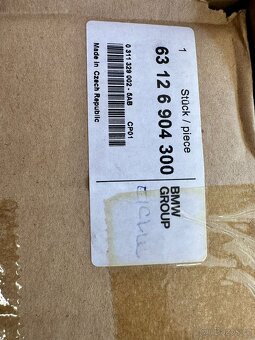 1 Stück / piece
63 12 6 904 300
BMW
GROUP
0 311 329 002 - 5AB CP01
Made in Czech Republic